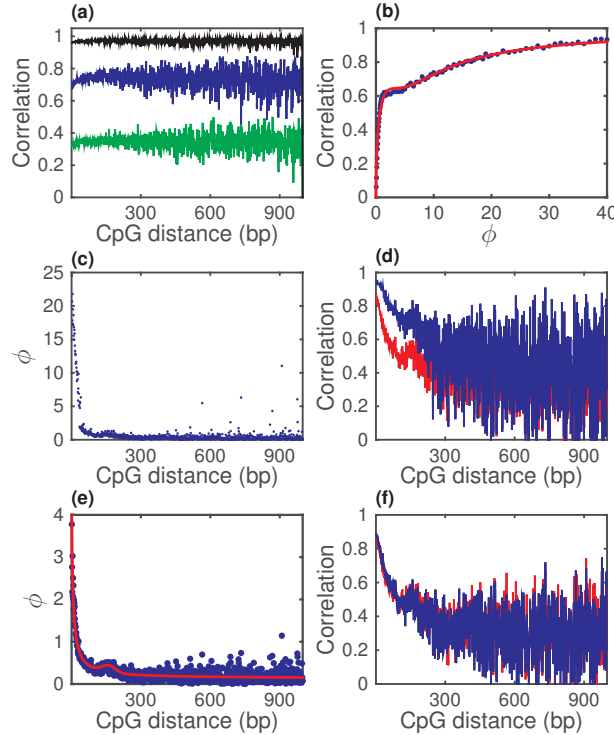 (a)
Correlation
1
0.8
0.6
0.4
0.2
0
300 600 900
CpG distance (bp)
(b)
Correlation
1
0.8
0.6
0.4
0.2
0
0 10 20 30 40
ϕ
(c)
ϕ
25
20
15
10
5
0
300 600 900
CpG distance (bp)
(d)
Correlation
1
0.8
0.6
0.4
0.2
0
300 600 900
CpG distance (bp)
(e)
ϕ
4
3
2
1
0
300 600 900
CpG distance (bp)
(f)
Correlation
1
0.8
0.6
0.4
0.2
0
300 600 900
CpG distance (bp)